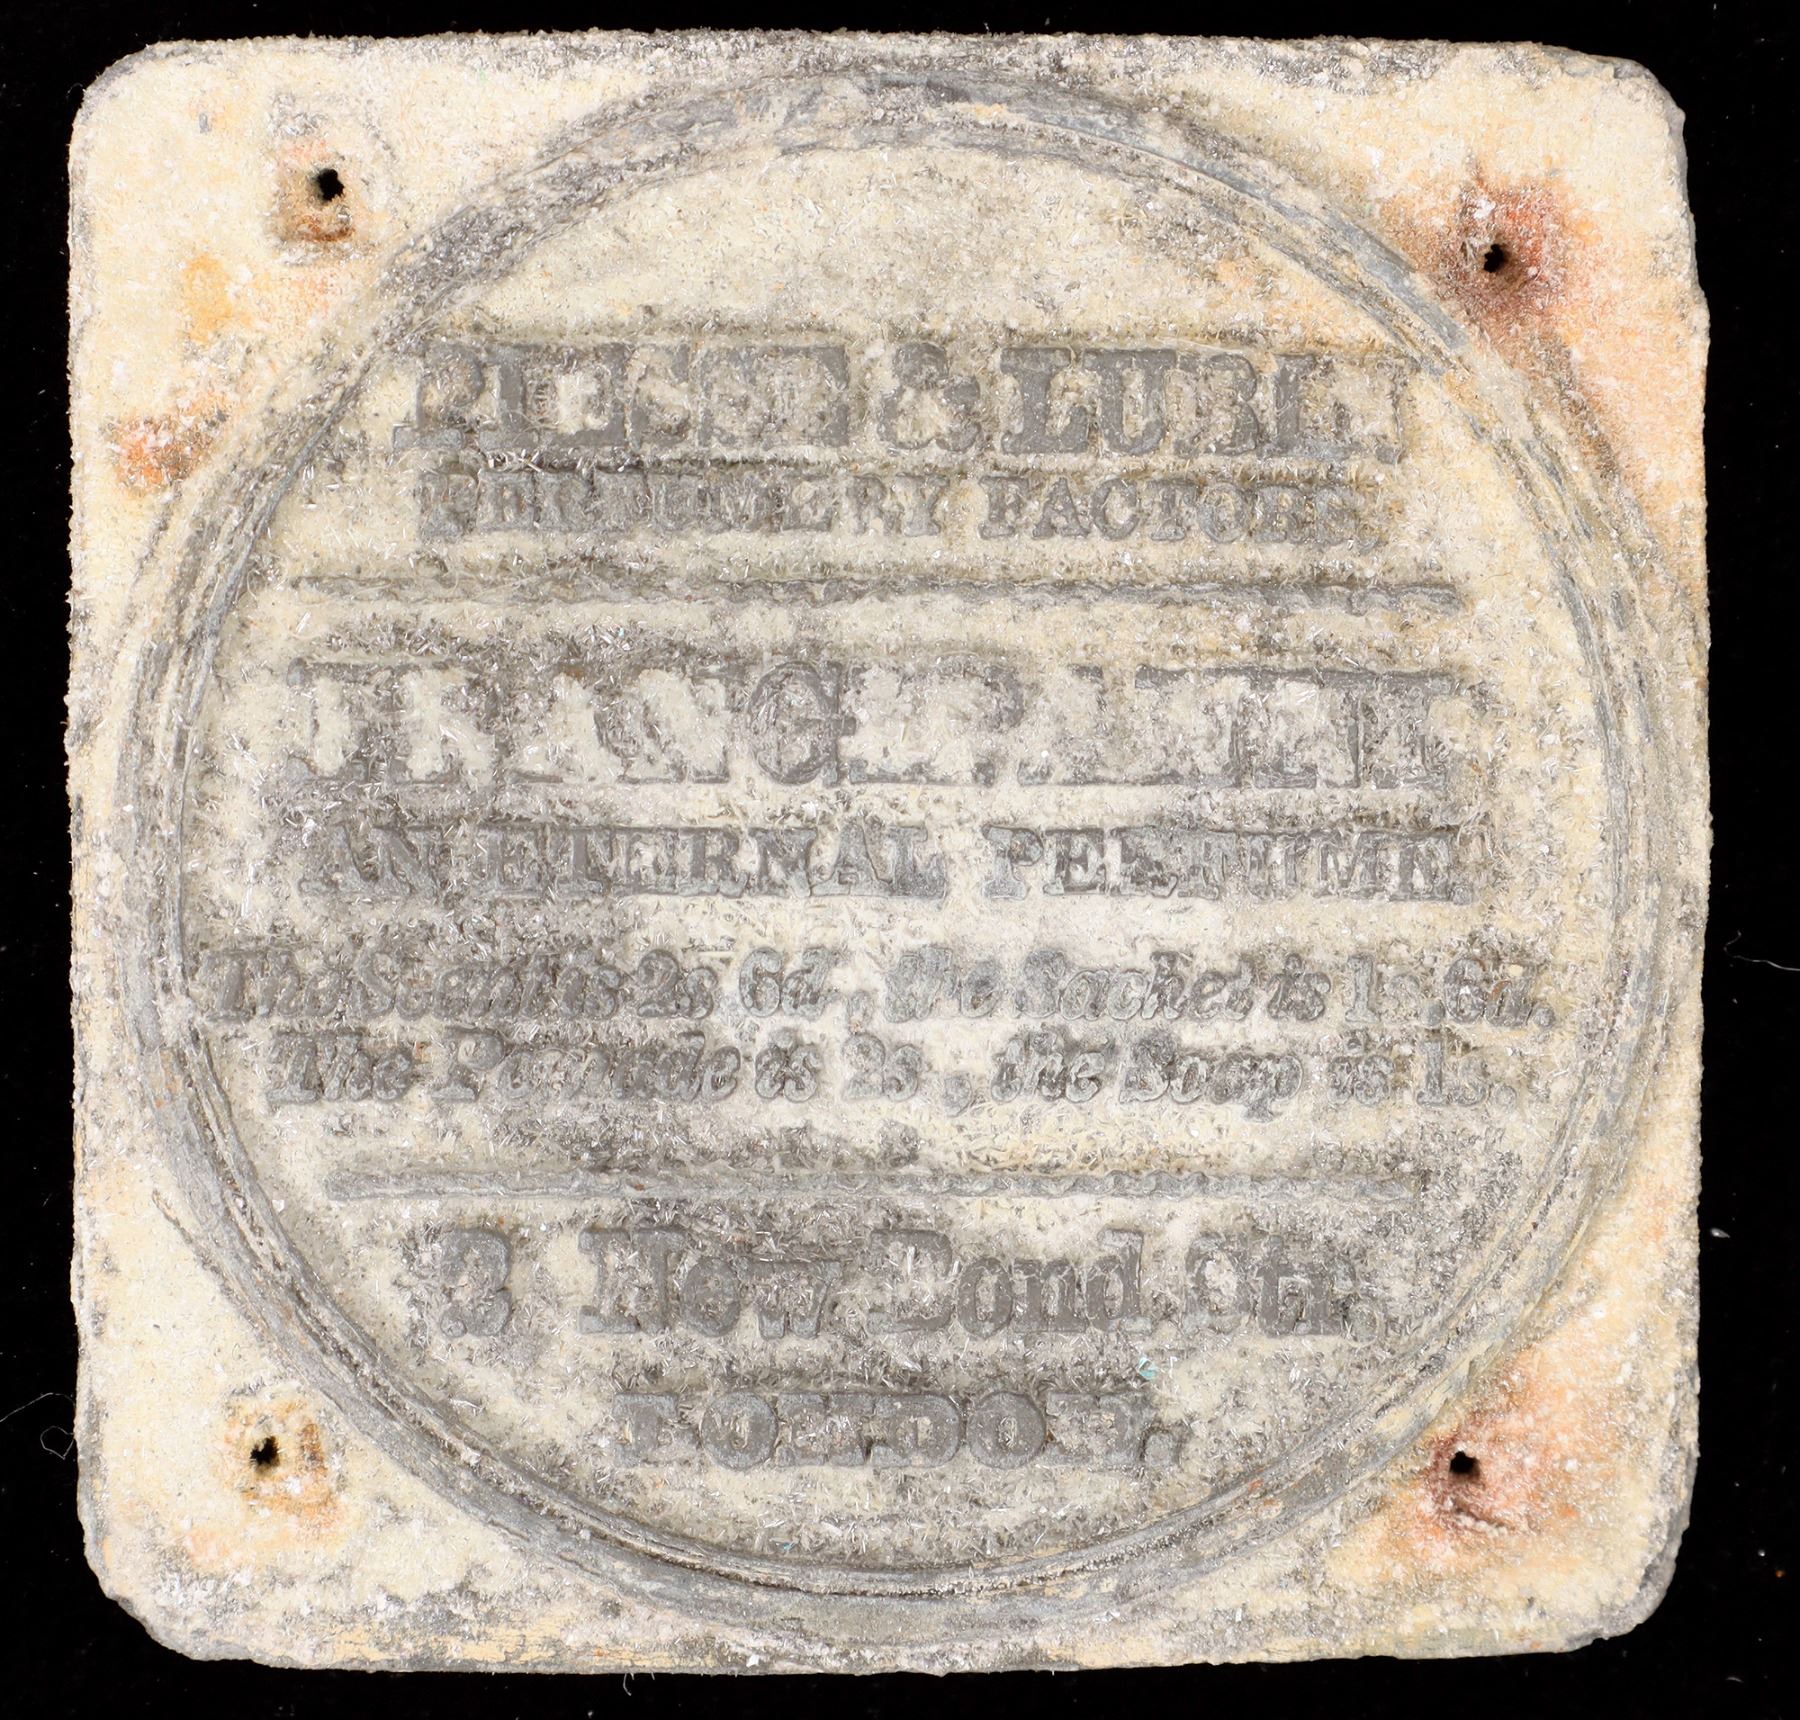 PIESSE & LUBIN
PERFUMERY FACTORS,
FRANGIPANNI
AN ETERNAL PERFUME.
The Scent is 2s 6d, the Sachet is 1s.6d.
The Pomade is 2s, the Soap is 1s.
2 New Bond Str,
LONDON.